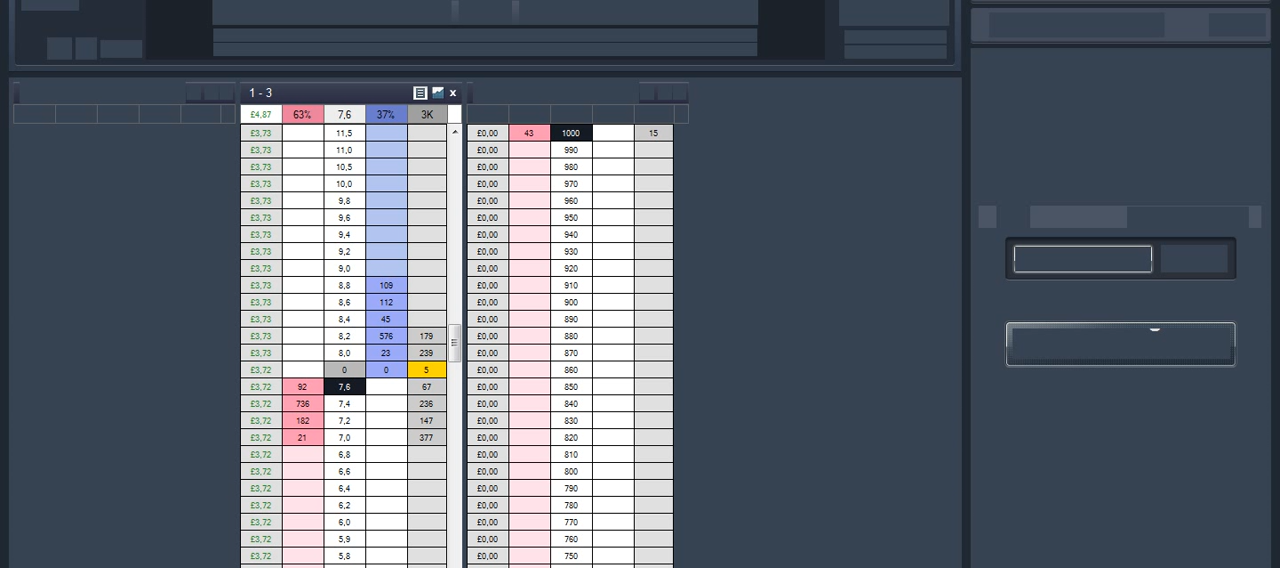 1 - 3 x
£4,87 63% 7,6 37% 3K
£3,73 11,5 £0,00 43 1000 15
£3,73 11,0 £0,00 990
£3,73 10,5 £0,00 980
£3,73 10,0 £0,00 970
£3,73 9,8 £0,00 960
£3,73 9,6 £0,00 950
£3,73 9,4 £0,00 940
£3,73 9,2 £0,00 930
£3,73 9,0 £0,00 920
£3,73 8,8 109 £0,00 910
£3,73 8,6 112 £0,00 900
£3,73 8,4 45 £0,00 890
£3,73 8,2 576 179 £0,00 880
£3,73 8,0 23 239 £0,00 870
£3,72 0 0 5 £0,00 860
£3,72 92 7,6 67 £0,00 850
£3,72 736 7,4 236 £0,00 840
£3,72 182 7,2 147 £0,00 830
£3,72 21 7,0 377 £0,00 820
£3,72 6,8 £0,00 810
£3,72 6,6 £0,00 800
£3,72 6,4 £0,00 790
£3,72 6,2 £0,00 780
£3,72 6,0 £0,00 770
£3,72 5,9 £0,00 760
£3,72 5,8 £0,00 750